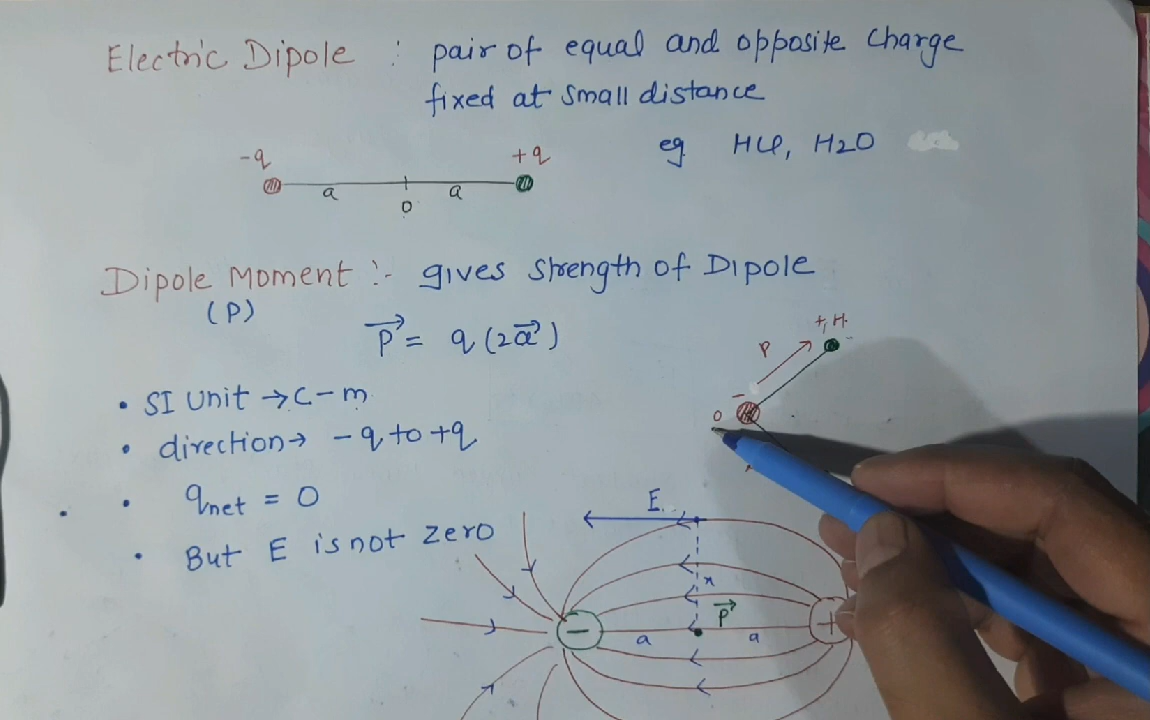 Electric Dipole : pair of equal and opposite charge
fixed at small distance
eg HCl, H2O
-q +q
a a
O
Dipole Moment :- gives strength of Dipole
(P)
P⃗ = q (2a⃗)
+, H
P
-
O
• SI Unit → C-m
• direction → -q to +q
• qnet = 0
• But E is not zero
E
x
P⃗
- +
a a